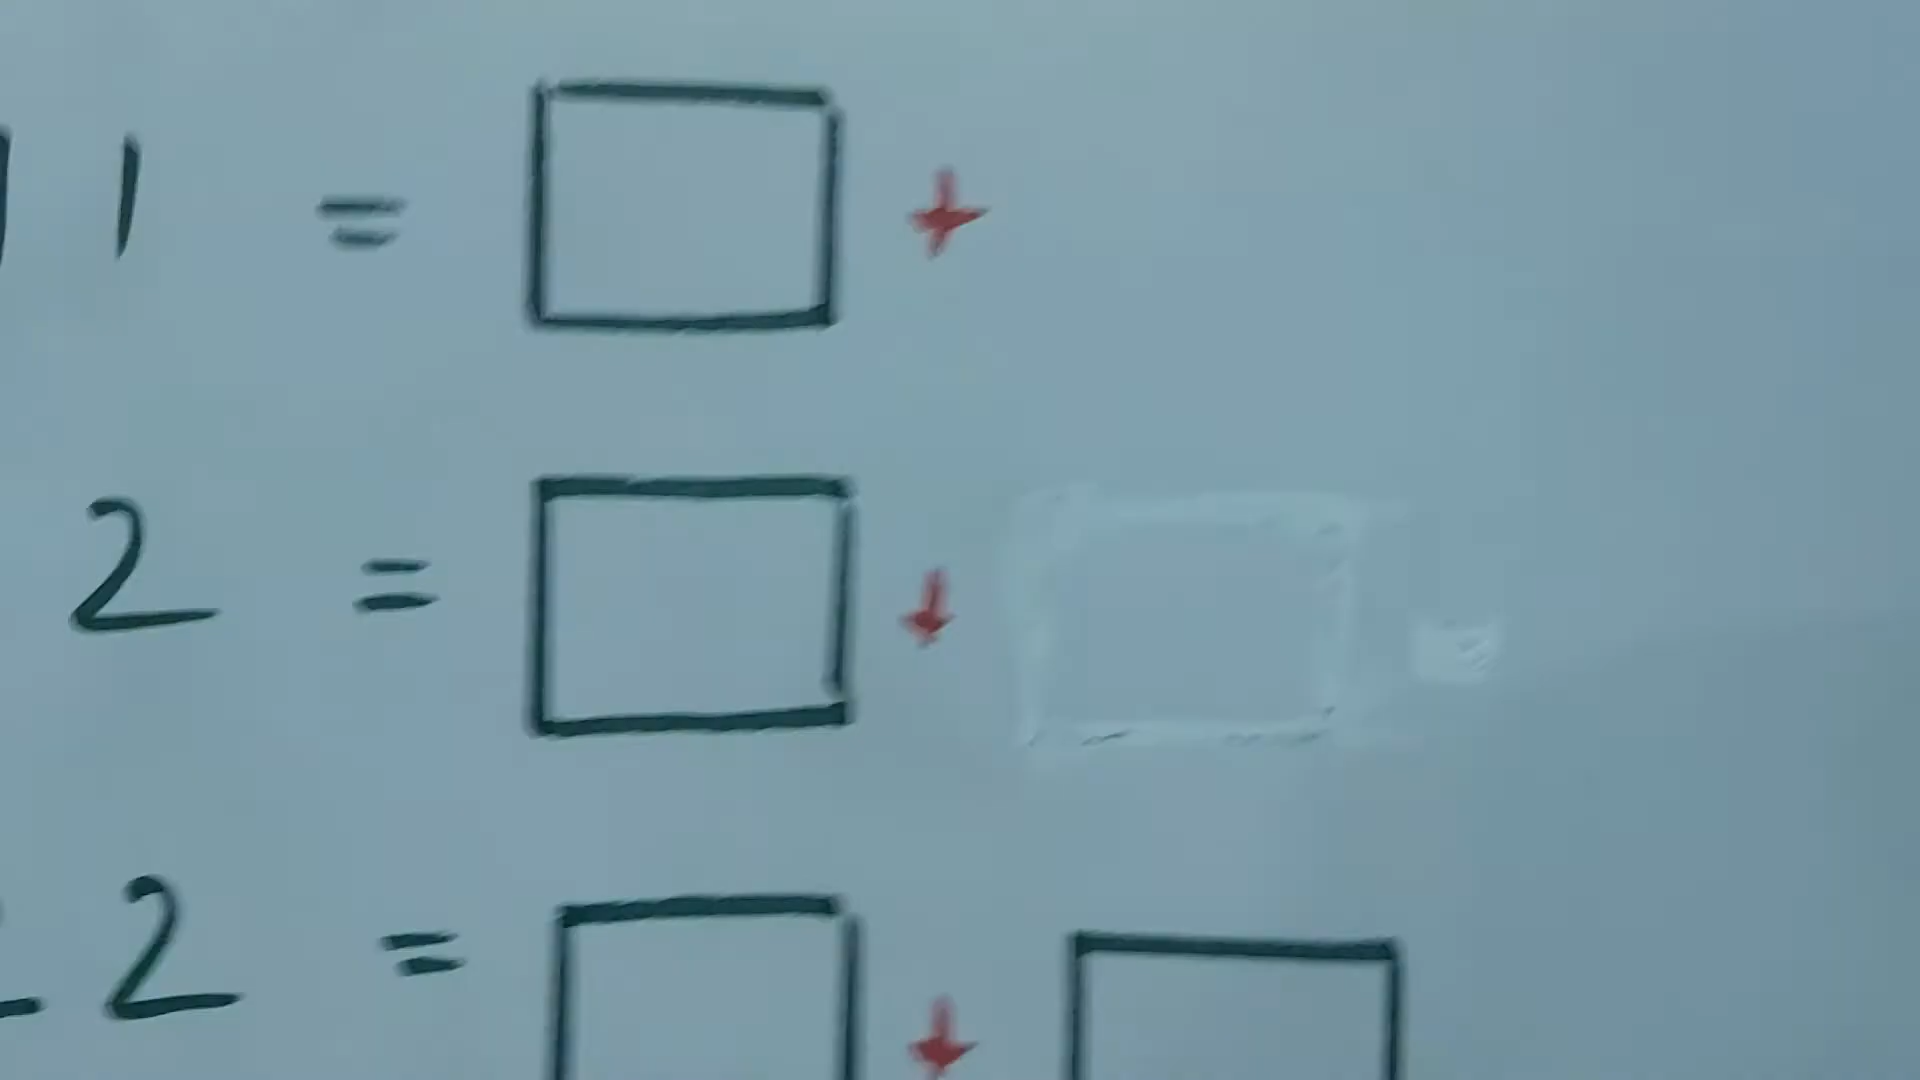 1 = □ +
2 = □ +
2 = □ + □